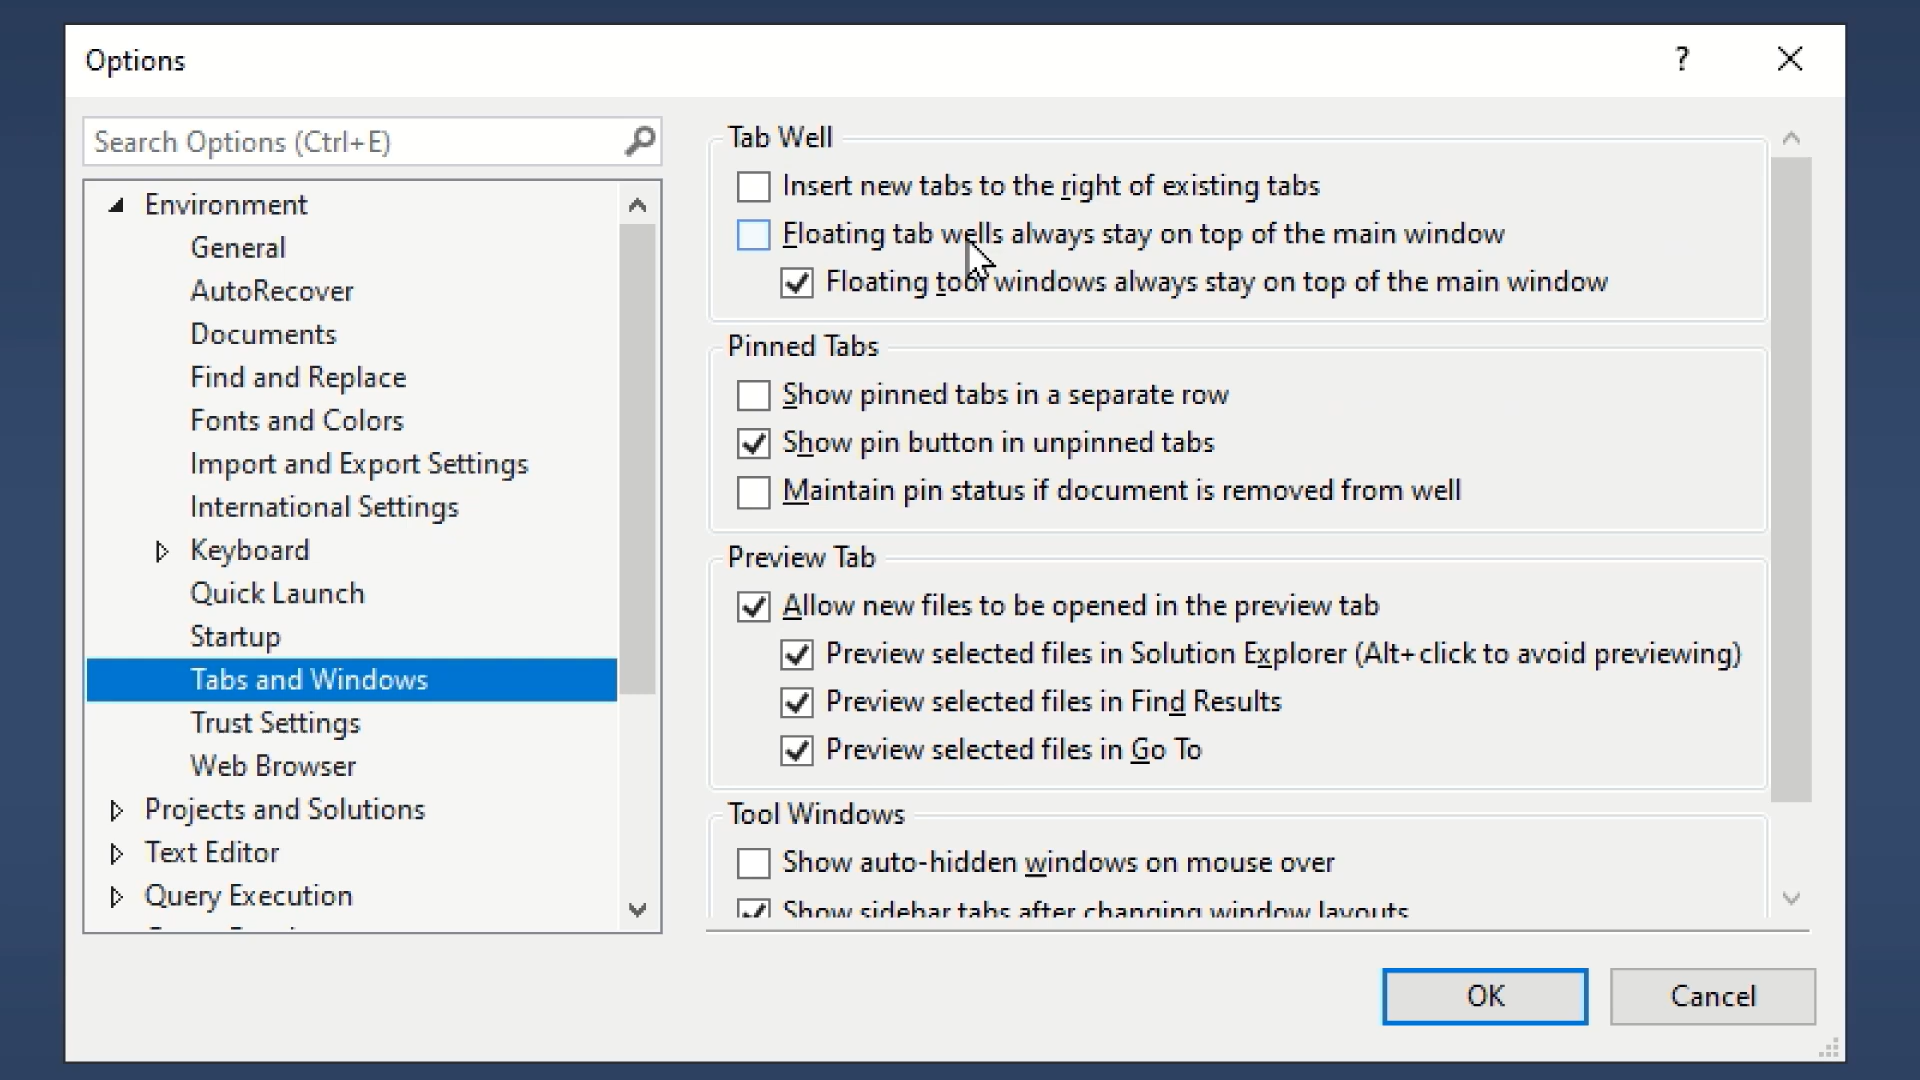 Options
?
Search Options (Ctrl+E)
Environment
General
AutoRecover
Documents
Find and Replace
Fonts and Colors
Import and Export Settings
International Settings
Keyboard
Quick Launch
Startup
Tabs and Windows
Trust Settings
Web Browser
Projects and Solutions
Text Editor
Query Execution
Tab Well
Insert new tabs to the right of existing tabs
Floating tab wells always stay on top of the main window
Floating tool windows always stay on top of the main window
Pinned Tabs
Show pinned tabs in a separate row
Show pin button in unpinned tabs
Maintain pin status if document is removed from well
Preview Tab
Allow new files to be opened in the preview tab
Preview selected files in Solution Explorer (Alt+click to avoid previewing)
Preview selected files in Find Results
Preview selected files in Go To
Tool Windows
Show auto-hidden windows on mouse over
Show sidebar tabs after changing window layouts
OK
Cancel